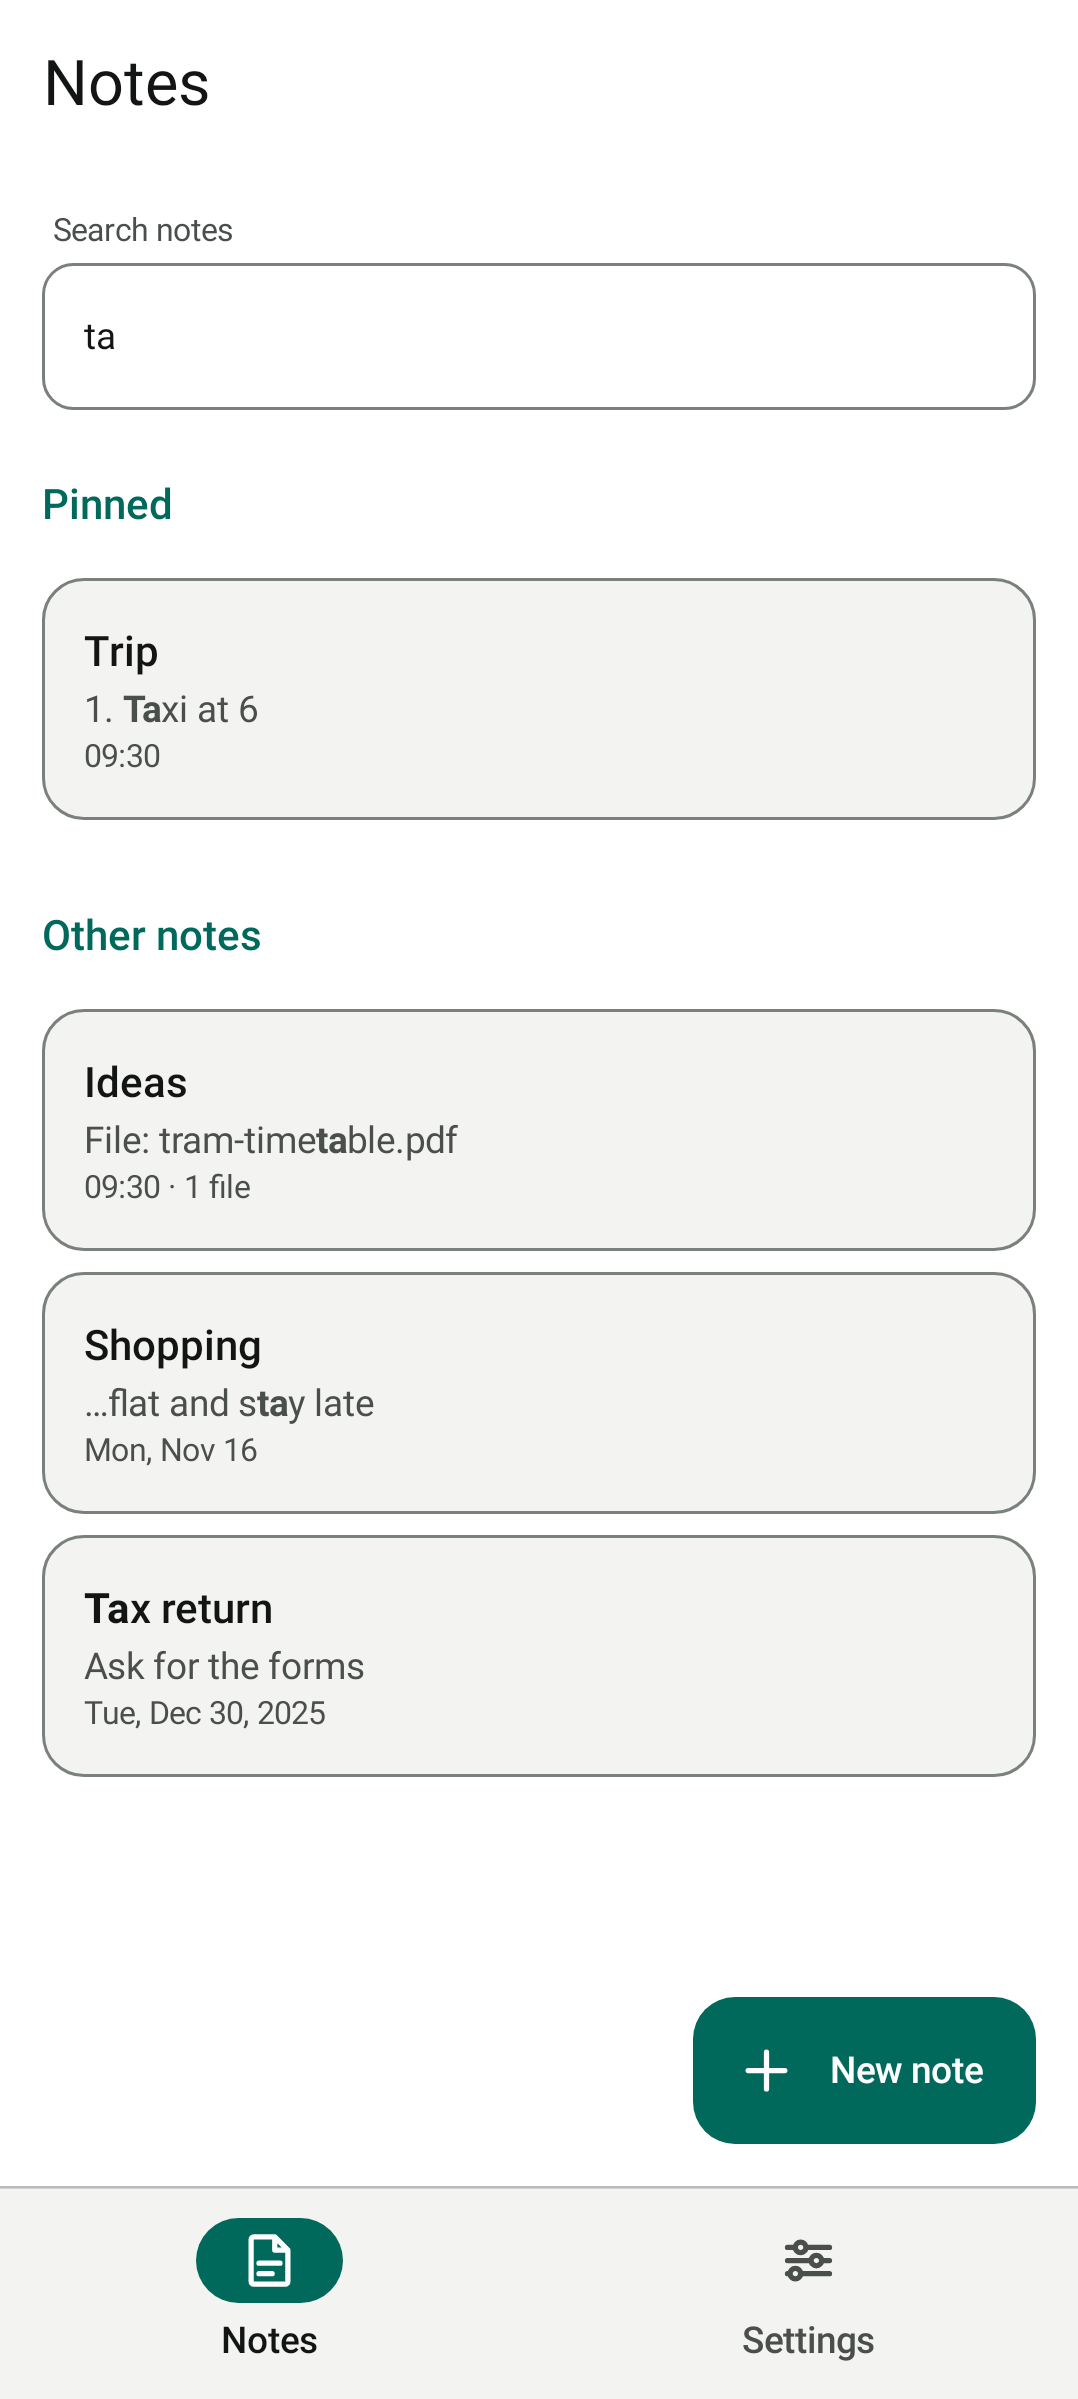 Notes
Search notes
ta
Pinned
Trip
1. Taxi at 6
09:30
Other notes
Ideas
File: tram-timetable.pdf
09:30 · 1 file
Shopping
…flat and stay late
Mon, Nov 16
Tax return
Ask for the forms
Tue, Dec 30, 2025
New note
Notes
Settings